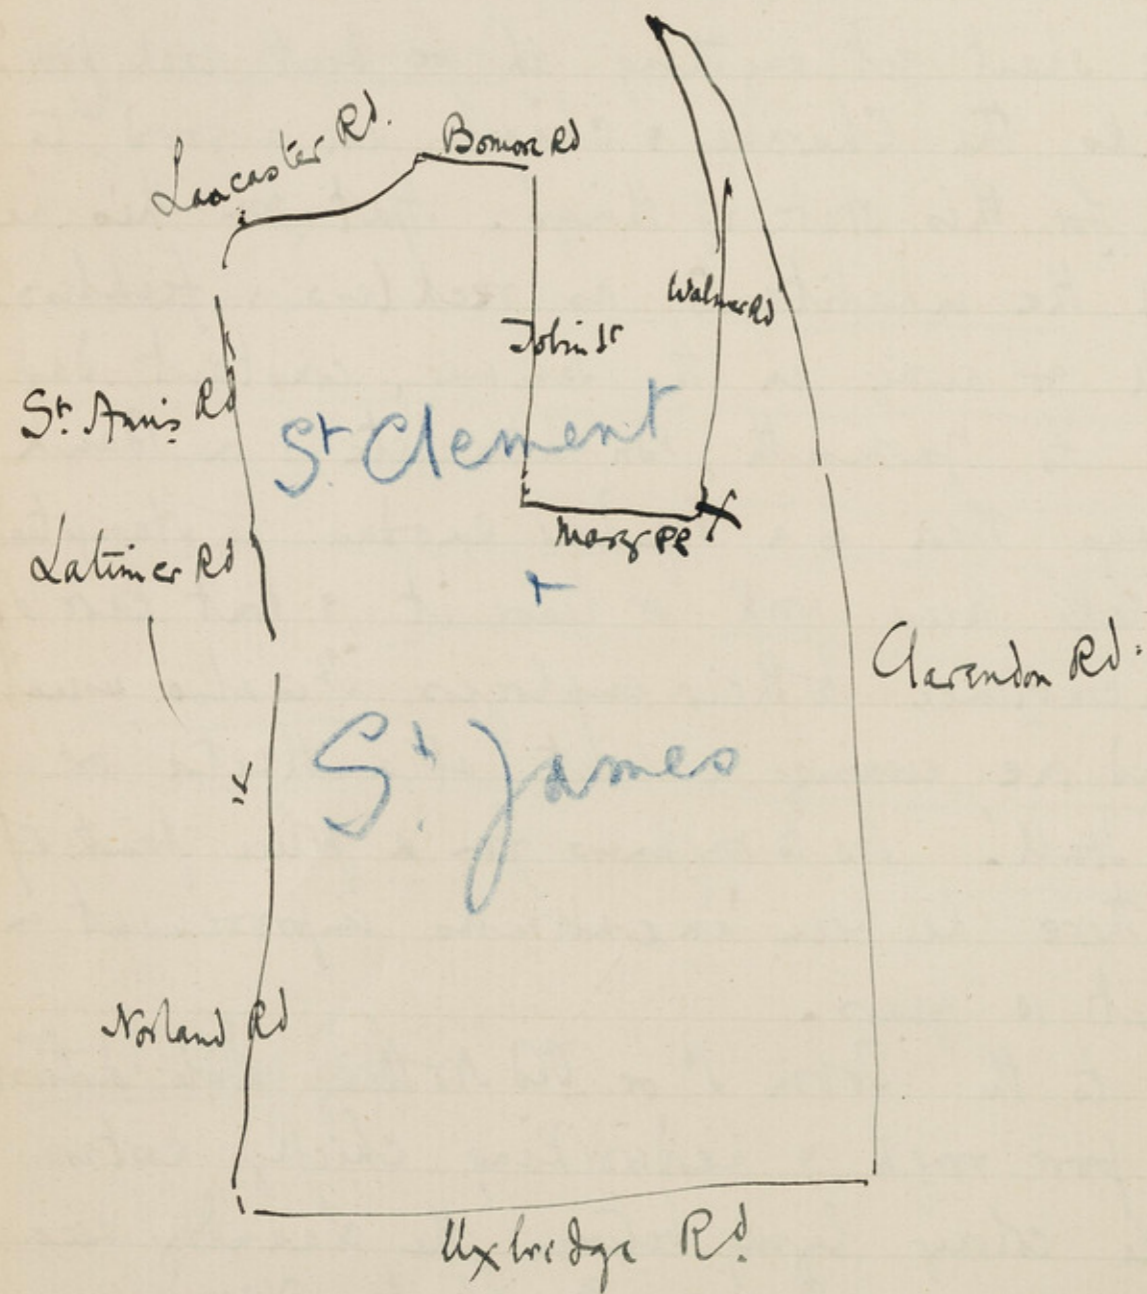 Lancaster Rd.
Bomore Rd
Walmer Rd
John St
St. Ann's Rd
St Clement
Mary Pl
Latimer Rd
+
Clarendon Rd.
St. James
Norland Rd
Uxbridge Rd.